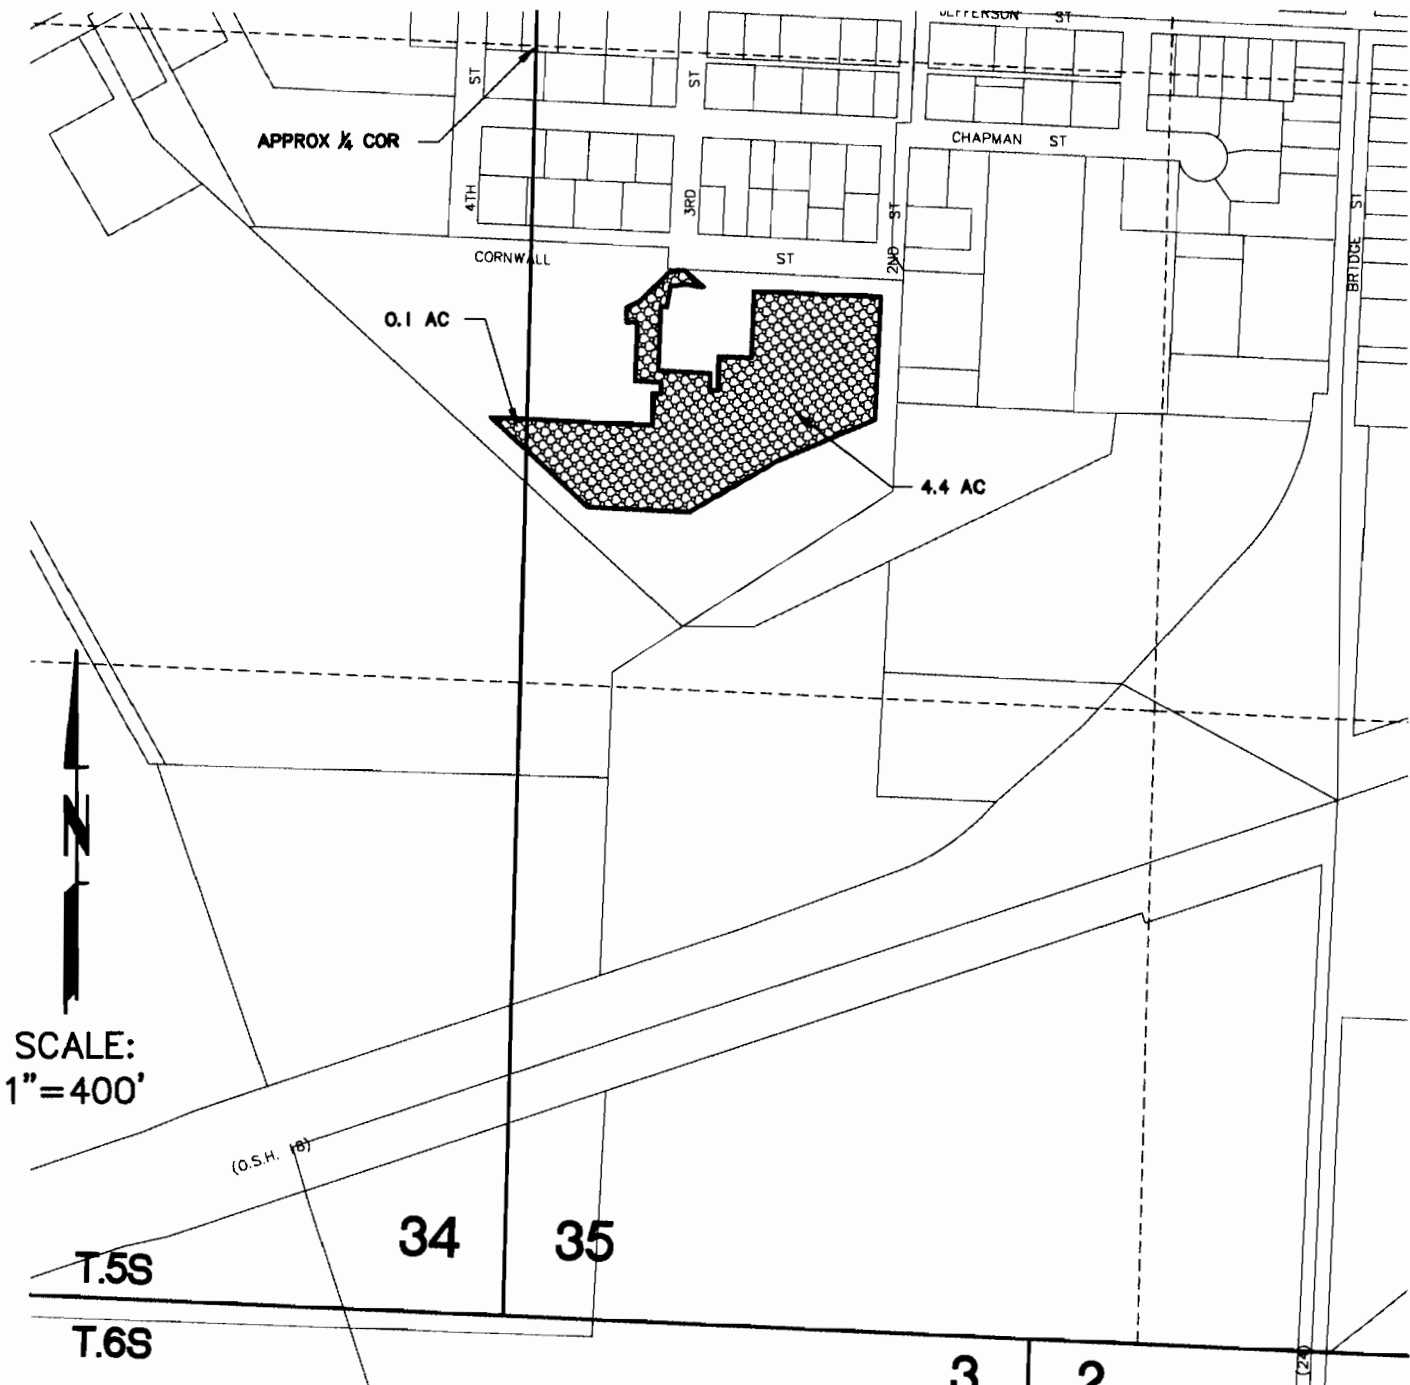 JEFFERSON ST
ST
ST
APPROX ¼ COR
CHAPMAN ST
4TH
3RD
2ND ST
BRIDGE ST
CORNWALL ST
0.1 AC
4.4 AC
N
SCALE:
1"=400'
(O.S.H. 18)
34
35
T.5S
T.6S
3
2
(24)